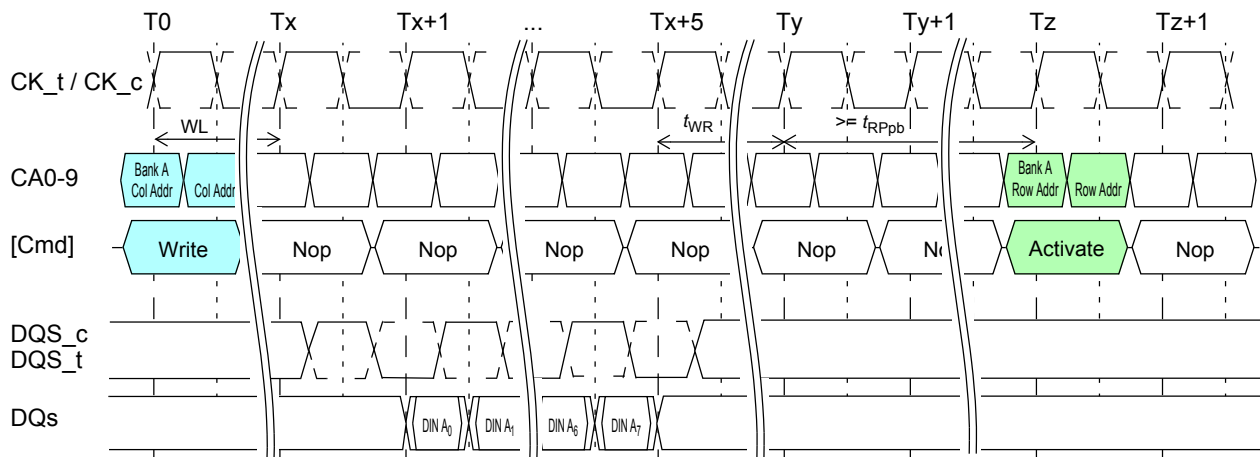 T0 Tx Tx+1 ... Tx+5 Ty Ty+1 Tz Tz+1
CK_t / CK_c
WL tWR >= tRPpb
CA0-9
Bank A Col Addr Col Addr Bank A Row Addr Row Addr
[Cmd] Write Nop Nop Nop Nop Nop Activate Nop
DQS_c
DQS_t
DQs DIN A0 DIN A1 DIN A6 DIN A7